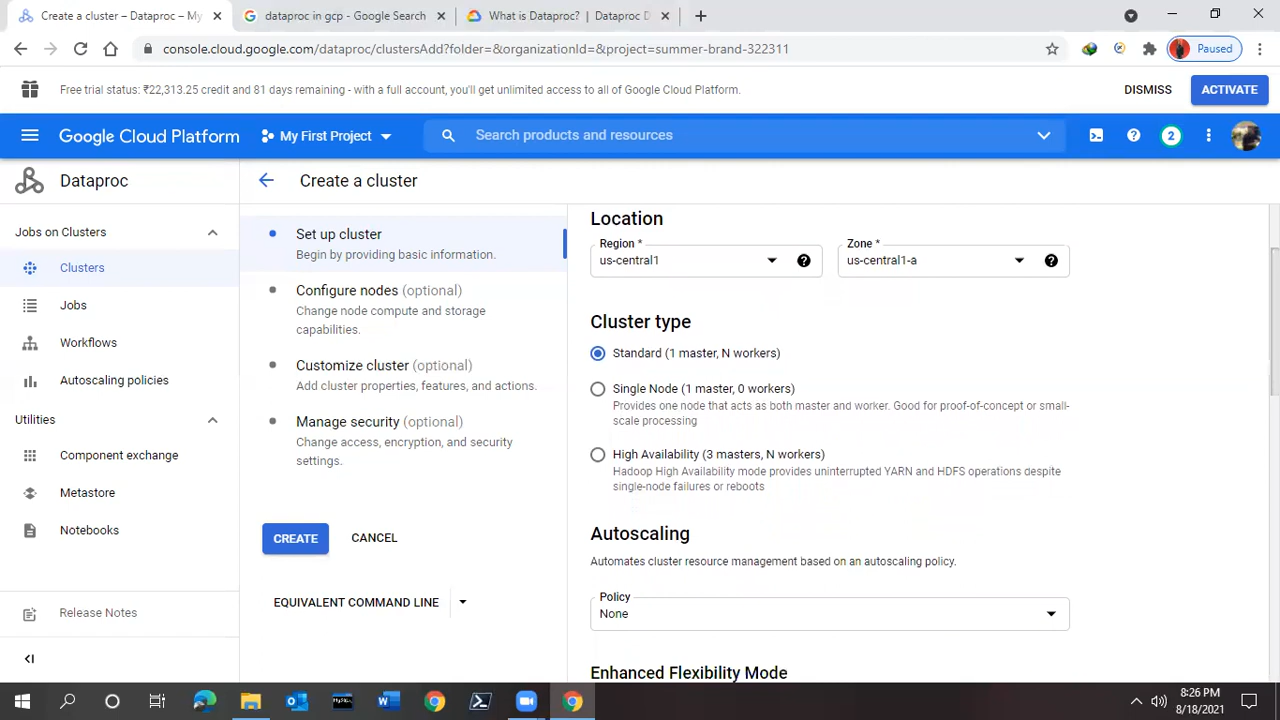 Create a cluster – Dataproc – My
dataproc in gcp - Google Search
What is Dataproc? | Dataproc D
console.cloud.google.com/dataproc/clustersAdd?folder=&organizationId=&project=summer-brand-322311
Paused
Free trial status: ₹22,313.25 credit and 81 days remaining - with a full account, you'll get unlimited access to all of Google Cloud Platform.
DISMISS
ACTIVATE
Google Cloud Platform
My First Project
Search products and resources
2
Dataproc
Create a cluster
Jobs on Clusters
Clusters
Jobs
Workflows
Autoscaling policies
Utilities
Component exchange
Metastore
Notebooks
Release Notes
Set up cluster
Begin by providing basic information.
Configure nodes (optional)
Change node compute and storage
capabilities.
Customize cluster (optional)
Add cluster properties, features, and actions.
Manage security (optional)
Change access, encryption, and security
settings.
CREATE
CANCEL
EQUIVALENT COMMAND LINE
Location
Region *
us-central1
Zone *
us-central1-a
Cluster type
Standard (1 master, N workers)
Single Node (1 master, 0 workers)
Provides one node that acts as both master and worker. Good for proof-of-concept or small-
scale processing
High Availability (3 masters, N workers)
Hadoop High Availability mode provides uninterrupted YARN and HDFS operations despite
single-node failures or reboots
Autoscaling
Automates cluster resource management based on an autoscaling policy.
Policy
None
Enhanced Flexibility Mode
8:26 PM
8/18/2021